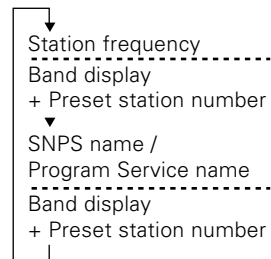 Station frequency
Band display
+ Preset station number
SNPS name /
Program Service name
Band display
+ Preset station number